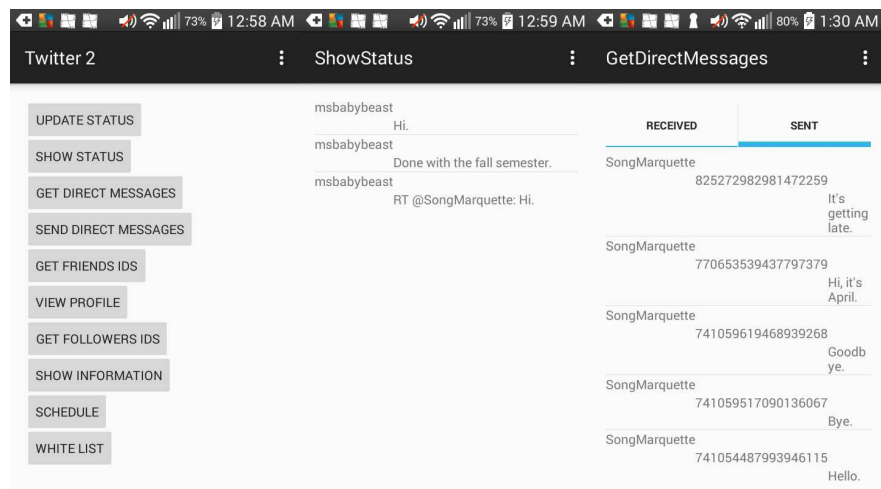 73% 12:58 AM
Twitter 2
UPDATE STATUS
SHOW STATUS
GET DIRECT MESSAGES
SEND DIRECT MESSAGES
GET FRIENDS IDS
VIEW PROFILE
GET FOLLOWERS IDS
SHOW INFORMATION
SCHEDULE
WHITE LIST
73% 12:59 AM
ShowStatus
msbabybeast
Hi.
msbabybeast
Done with the fall semester.
msbabybeast
RT @SongMarquette: Hi.
80% 1:30 AM
GetDirectMessages
RECEIVED SENT
SongMarquette
825272982981472259
It's
getting
late.
SongMarquette
770653539437797379
Hi, it's
April.
SongMarquette
741059619468939268
Goodb
ye.
SongMarquette
741059517090136067
Bye.
SongMarquette
741054487993946115
Hello.